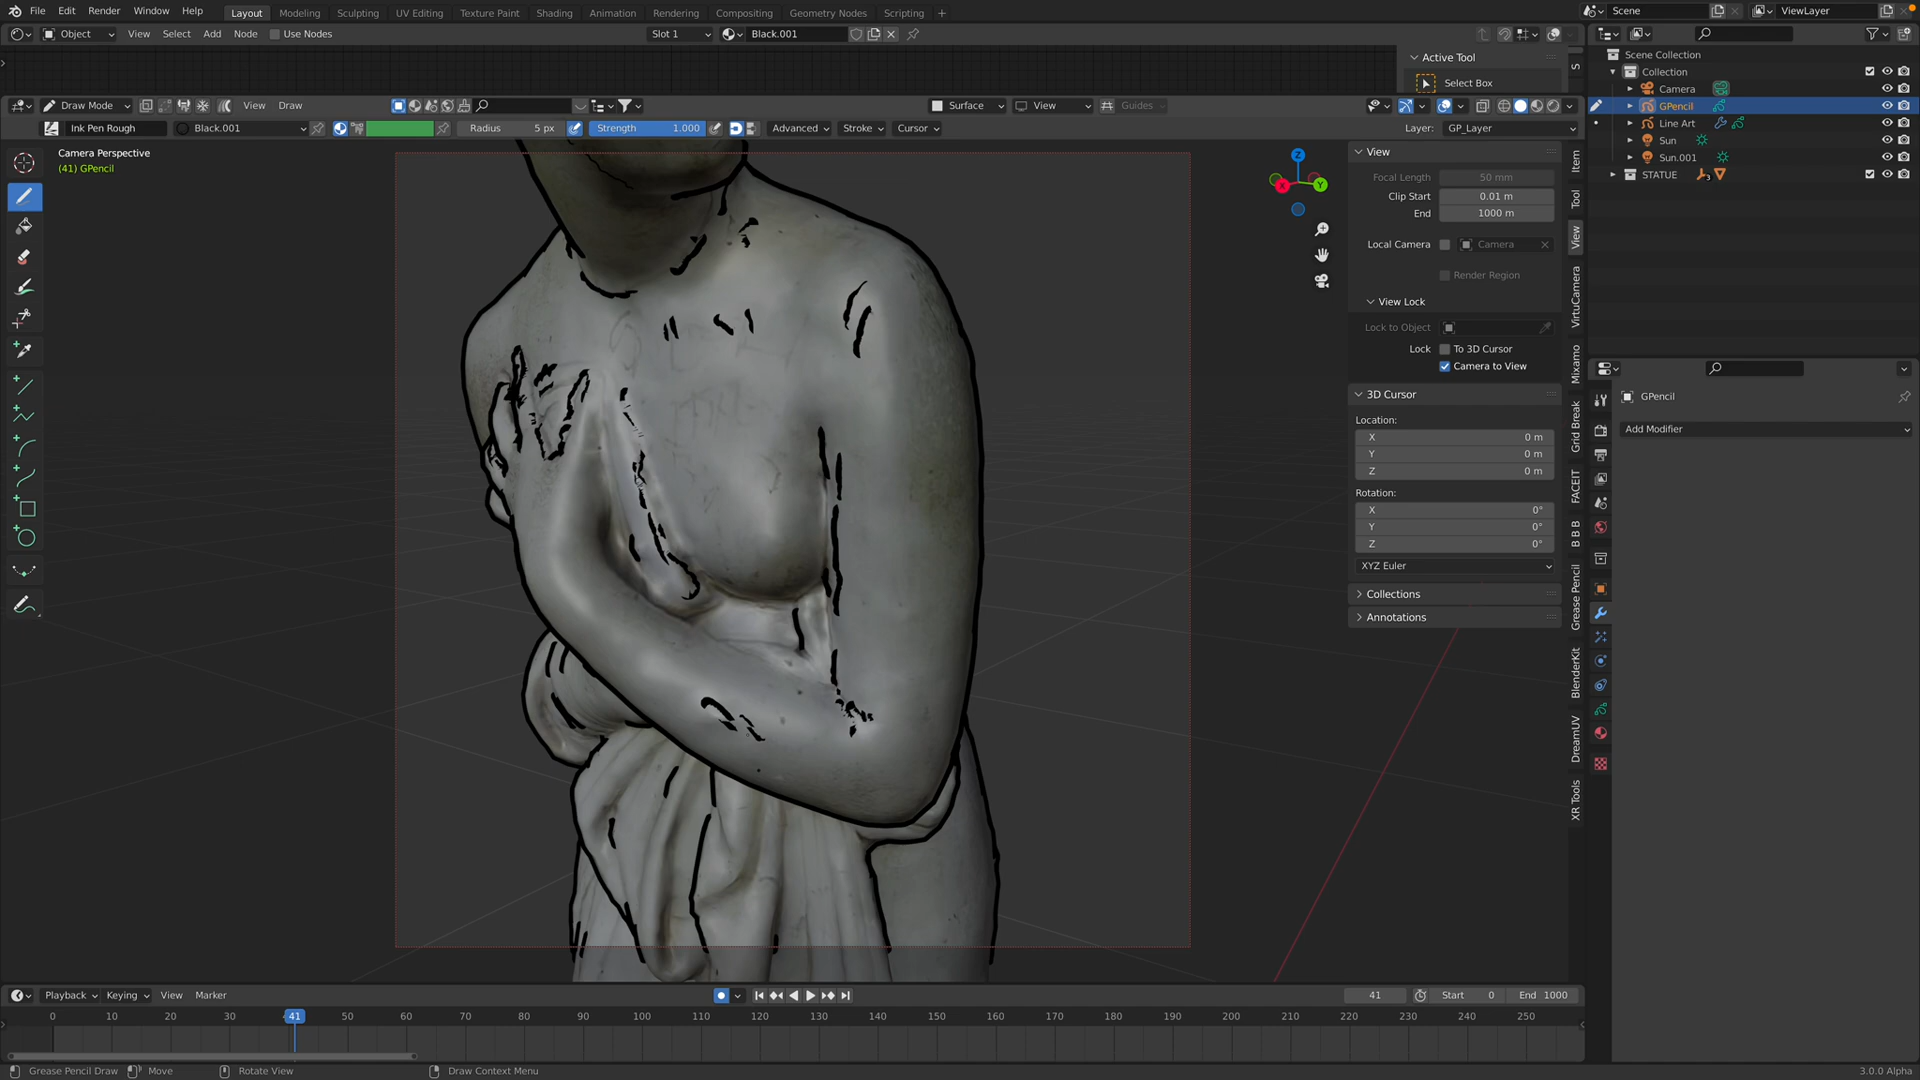 File Edit Render Window Help Layout Modeling Sculpting UV Editing Texture Paint Shading Animation Rendering Compositing Geometry Nodes Scripting + Scene ViewLayer
Object View Select Add Node Use Nodes Slot 1 Black.001
Scene Collection
Active Tool
Collection
Select Box
Camera
Draw Mode View Draw Surface View Guides
GPencil
Ink Pen Rough Black.001 Radius 5 px Strength 1.000 Advanced Stroke Cursor Layer: GP_Layer
Line Art
Sun
Sun.001
STATUE
Camera Perspective
(41) GPencil
View
Focal Length 50 mm
Clip Start 0.01 m
End 1000 m
Local Camera Camera
Render Region
View Lock
Lock to Object
Lock To 3D Cursor
Camera to View
3D Cursor
Location:
X 0 m
Y 0 m
Z 0 m
Rotation:
X 0°
Y 0°
Z 0°
XYZ Euler
Collections
Annotations
S
Item
Tool
View
VirtuCamera
Mixamo
Grid Break
FACEIT
B B B
Grease Pencil
BlenderKit
DreamUV
XR Tools
GPencil
Add Modifier
Z
Y
X
Playback Keying View Marker 41 Start 0 End 1000
0 20 30 41 50 60 70 80 90 100 110 120 130 140 150 160 170 180 190 200 210 220 230 240 250
Grease Pencil Draw Move Rotate View Draw Context Menu 3.0.0 Alpha